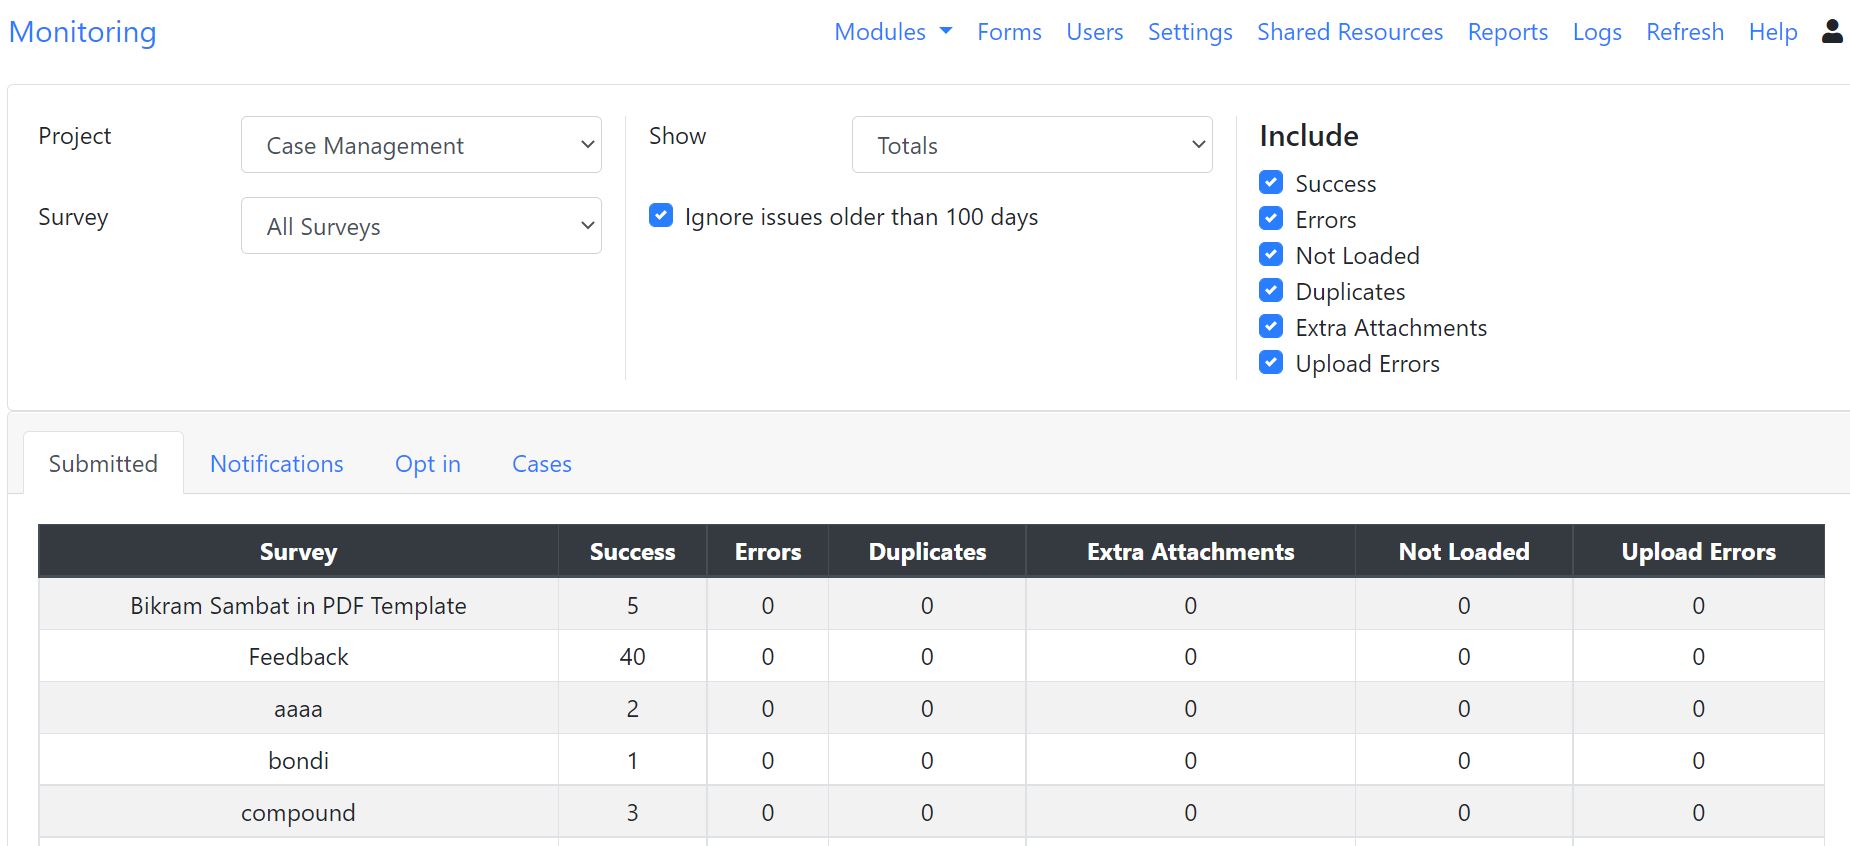 Monitoring Modules Forms Users Settings Shared Resources Reports Logs Refresh Help
Project Case Management
Survey All Surveys
Show Totals
Ignore issues older than 100 days
Include
Success
Errors
Not Loaded
Duplicates
Extra Attachments
Upload Errors
Submitted Notifications Opt in Cases
Survey Success Errors Duplicates Extra Attachments Not Loaded Upload Errors
Bikram Sambat in PDF Template 5 0 0 0 0 0
Feedback 40 0 0 0 0 0
aaaa 2 0 0 0 0 0
bondi 1 0 0 0 0 0
compound 3 0 0 0 0 0